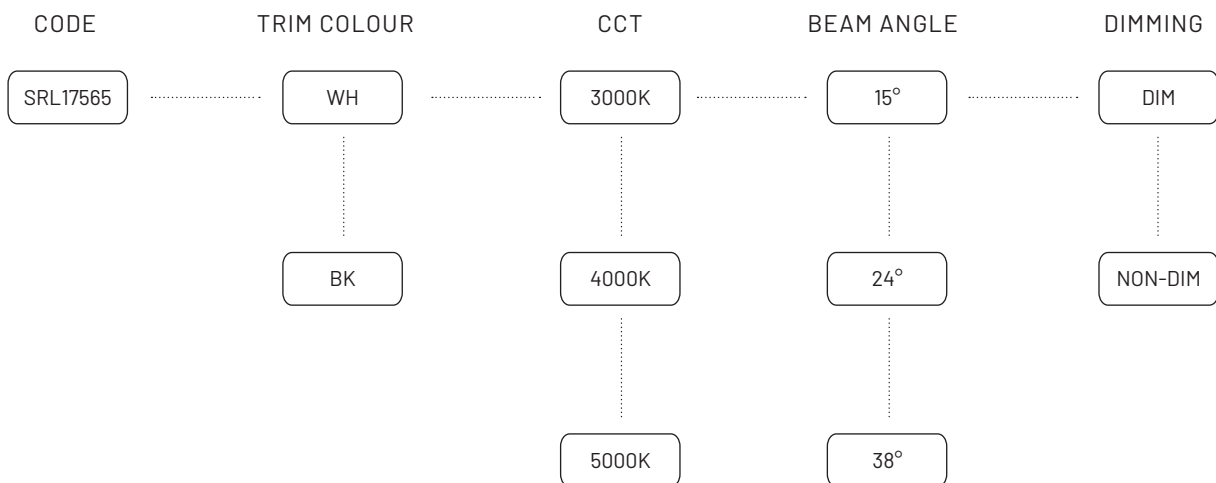 CODE TRIM COLOUR CCT BEAM ANGLE DIMMING
SRL17565 WH 3000K 15° DIM
BK 4000K 24° NON-DIM
5000K 38°